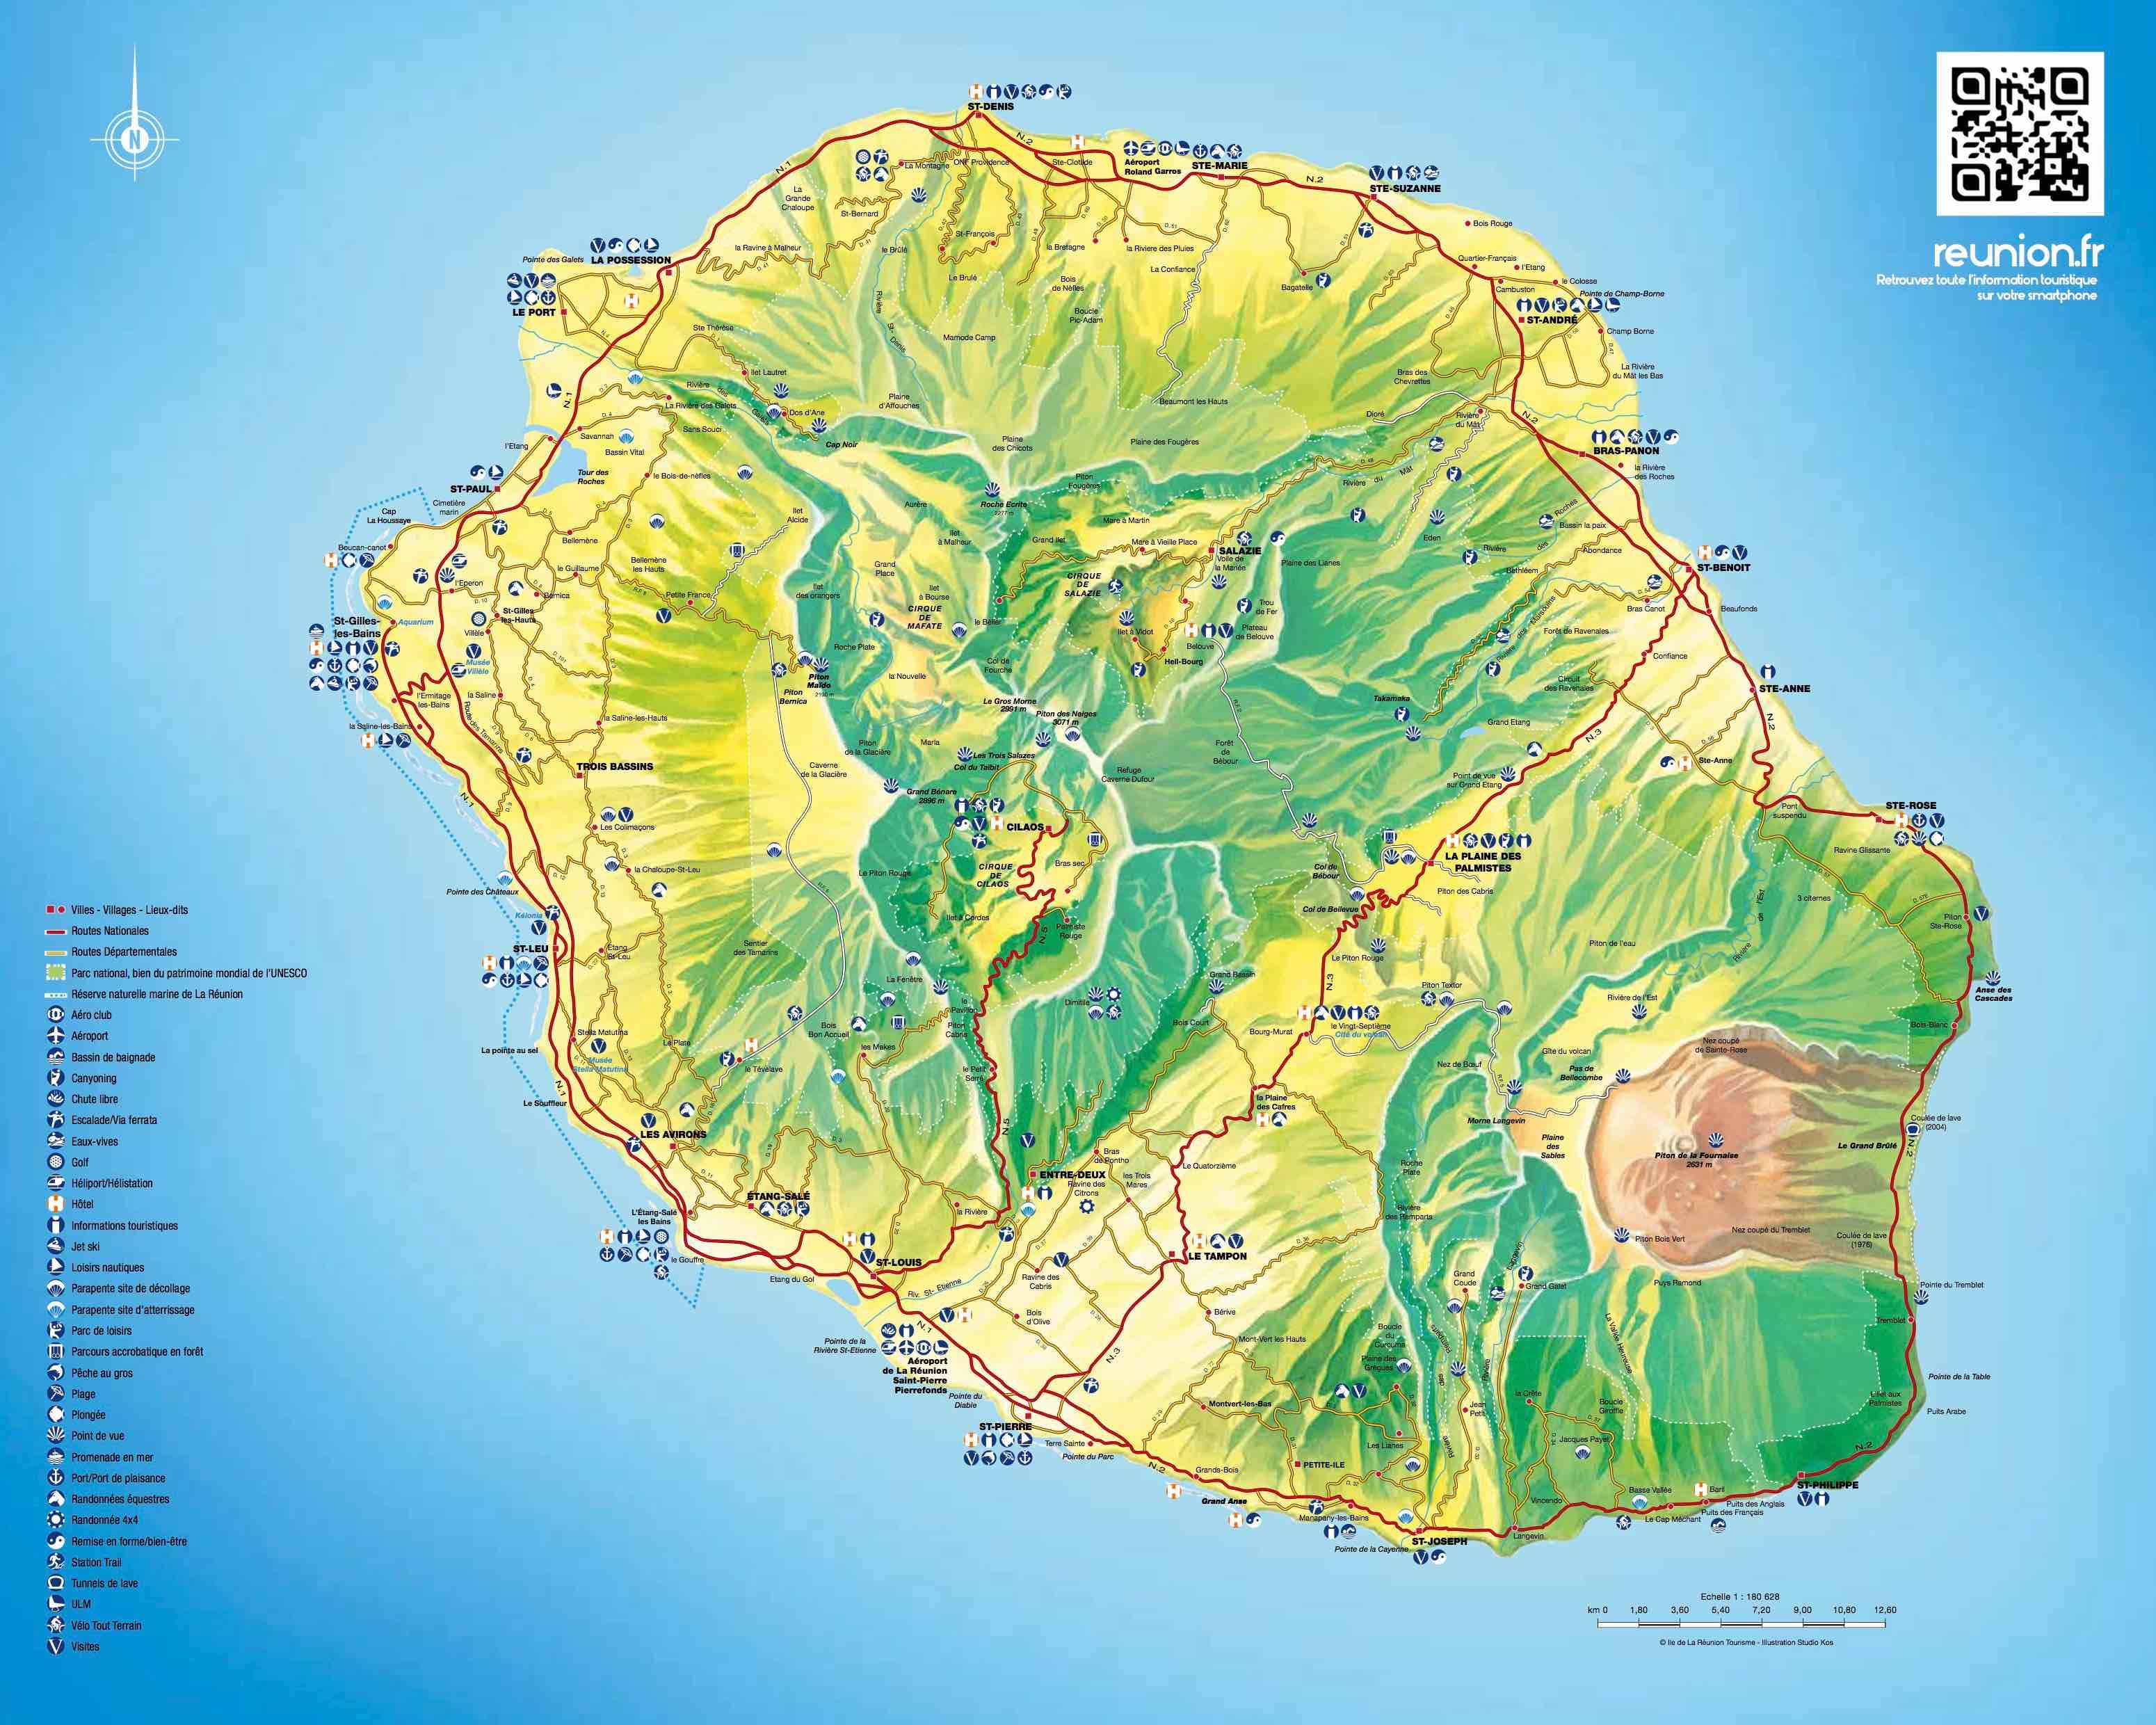 N
reunion.fr
Retrouvez toute l'information touristique
sur votre smartphone
ST-DENIS
N.2
La Montagne
ONF Providence
Ste-Clotilde
Aéroport
Roland Garros
STE-MARIE
N.2
STE-SUZANNE
N.1
La
Grande
Chaloupe
St-Bernard
St-François
le Brûlé
Le Brulé
la Bretagne
la Riviere des Pluies
La Confiance
Bois
de Nèfles
Boucle
Pic-Adam
Bagatelle
Bois Rouge
Quartier-Français
l'Etang
Cambuston
le Colosse
Pointe de Champ-Borne
ST-ANDRÉ
Champ Borne
La Rivière
du Mât les Bas
Pointe des Galets
LA POSSESSION
la Ravine à Malheur
LE PORT
Ste Thérèse
Rivière St- Denis
Mamode Camp
Ilet Lautret
Rivière des Galets
La Rivière des Galets
Dos d'Ane
Cap Noir
Sans Souci
Plaine
d'Affouches
Plaine
des Chicots
Beaumont les Hauts
Plaine des Fougères
Bras des
Chevrettes
Dioré
Rivière
du Mât
N.2
BRAS-PANON
la Rivière
des Roches
N.1
l'Etang
Savannah
Bassin Vital
Tour des
Roches
le Bois-de-nèfles
ST-PAUL
Cimetière
marin
Cap
La Houssaye
Beucan-canot
Bellemène
Bellemène
les Hauts
le Guillaume
l'Eperon
Bernica
St-Gilles
les-Hauts
Petite France
Villèle
Musée
Villèle
St-Gilles-
les-Bains
Aquarium
l'Ermitage
les-Bains
la Saline
la Saline-les-Bains
la Saline-les-Hauts
Route des Tamarins
Ilet
Alcide
Ilet
des orangers
Aurère
Roche Ecrite
2277 m
Ilet
à Malheur
Grand
Place
Ilet
à Bourse
CIRQUE
DE
MAFATE
Roche Plate
la Nouvelle
le Bélier
Col de
Fourche
Piton
Fougères
Mare à Martin
Grand Ilet
Mare à Vieille Place
SALAZIE
Voile de
la Mariée
CIRQUE
DE
SALAZIE
Plaine des Lianes
Trou
de Fer
Plateau
de Belouve
Belouve
Ilet à Vidot
Hell-Bourg
Rivière du Mât
Eden
Rivière des Roches
Bassin la paix
Abondance
Bethléem
ST-BENOIT
Bras Canot
Beaufonds
Rivière des Marsouins
Forêt de Ravenales
Confiance
Circuit
des Ravenales
STE-ANNE
Takamaka
Grand Etang
N.3
N.2
Ste-Anne
Point de vue
sur Grand Etang
Pont
suspendu
STE-ROSE
Ravine Glissante
Piton
Maïdo
2190 m
Piton
Bernica
Piton
de la Glacière
Caverne
de la Glacière
Marla
Le Gros Morne
2991 m
Piton des Neiges
3071 m
Les Trois Salazes
Col du Taïbit
Grand Bénare
2896 m
Refuge
Caverne Dufour
Forêt
de
Bébour
TROIS BASSINS
N.1
Les Colimaçons
la Chaloupe-St-Leu
Pointe des Châteaux
Kélonia
ST-LEU
Étang
St-Leu
CILAOS
Bras sec
CIRQUE
DE
CILAOS
Le Piton Rouge
Ilet à Cordes
Palmiste
Rouge
N.5
Col de
Bébour
Col de Bellevue
LA PLAINE DES
PALMISTES
Piton des Cabris
3 citernes
Piton
Ste-Rose
Rivière de l'Est
Piton de l'eau
Le Piton Rouge
Anse des
Cascades
Sentier
des Tamarins
La Fenêtre
le
Pavillon
Piton
Cabris
Dimitile
Grand Bassin
Bois Court
N.3
Piton Textor
Bourg-Murat
le Vingt-Septième
Cité du volcan
Rivière de l'Est
Bois-Blanc
Stella Matutina
Musée
Stella Matutina
La pointe au sel
Le Plate
Bois
Bon Accueil
les Makes
le Tévelave
le Petit
Serré
Nez de Bœuf
Gîte du volcan
Pas de
Bellecombe
Nez coupé
de Sainte-Rose
N.1
Le Souffleur
LES AVIRONS
la Plaine
des Cafres
Morne Langevin
Plaine
des
Sables
Piton de la Fournaise
2631 m
Coulée de lave
(2004)
Le Grand Brûlé
N.2
N.5
ENTRE-DEUX
Bras
de Pontho
Ravine des
Citrons
les Trois
Mares
Le Quatorzième
Roche
Plate
Rivière
des Remparts
ÉTANG-SALÉ
L'Étang-Salé
les Bains
le Gouffre
la Rivière
Etang du Gol
ST-LOUIS
LE TAMPON
Piton Bois Vert
Nez coupé du Tremblet
Coulée de lave
(1976)
Riv. St- Etienne
Ravine des
Cabris
Bois
d'Olive
Grand
Coude
Grand Galet
Puys Ramond
Pointe du Tremblet
Tremblet
Bérive
Mont-Vert les Hauts
Boucle
du
Curcuma
Plaine des
Grègues
La Vallée Heureuse
Pointe de la
Rivière St-Etienne
N.1
Aéroport
de La Réunion
Saint-Pierre
Pierrefonds
N.3
Pointe du
Diable
ST-PIERRE
Terre Sainte
Pointe du Parc
Montvert-les-Bas
Jean
Petit
la Crête
Boucle
Giroffle
Jacques Payet
Les Lianes
Pointe de la Table
l'Ilet aux
Palmistes
Puits Arabe
N.2
PETITE-ILE
N.2
Grands-Bois
Grand Anse
Manapany-les-Bains
Pointe de la Cayenne
ST-JOSEPH
Vincendo
Langevin
Basse Vallée
Le Cap Méchant
Baril
Puits des Anglais
Puits des Français
ST-PHILIPPE
Villes - Villages - Lieux-dits
Routes Nationales
Routes Départementales
Parc national, bien du patrimoine mondial de l'UNESCO
Réserve naturelle marine de La Réunion
Aéro club
Aéroport
Bassin de baignade
Canyoning
Chute libre
Escalade/Via ferrata
Eaux-vives
Golf
Héliport/Hélistation
Hôtel
Informations touristiques
Jet ski
Loisirs nautiques
Parapente site de décollage
Parapente site d'atterrissage
Parc de loisirs
Parcours accrobatique en forêt
Pêche au gros
Plage
Plongée
Point de vue
Promenade en mer
Port/Port de plaisance
Randonnées équestres
Randonnée 4x4
Remise en forme/bien-être
Station Trail
Tunnels de lave
ULM
Vélo Tout Terrain
Visites
Echelle 1 : 180 628
km 0 1,80 3,60 5,40 7,20 9,00 10,80 12,60
© Ile de La Réunion Tourisme - Illustration Studio Kos